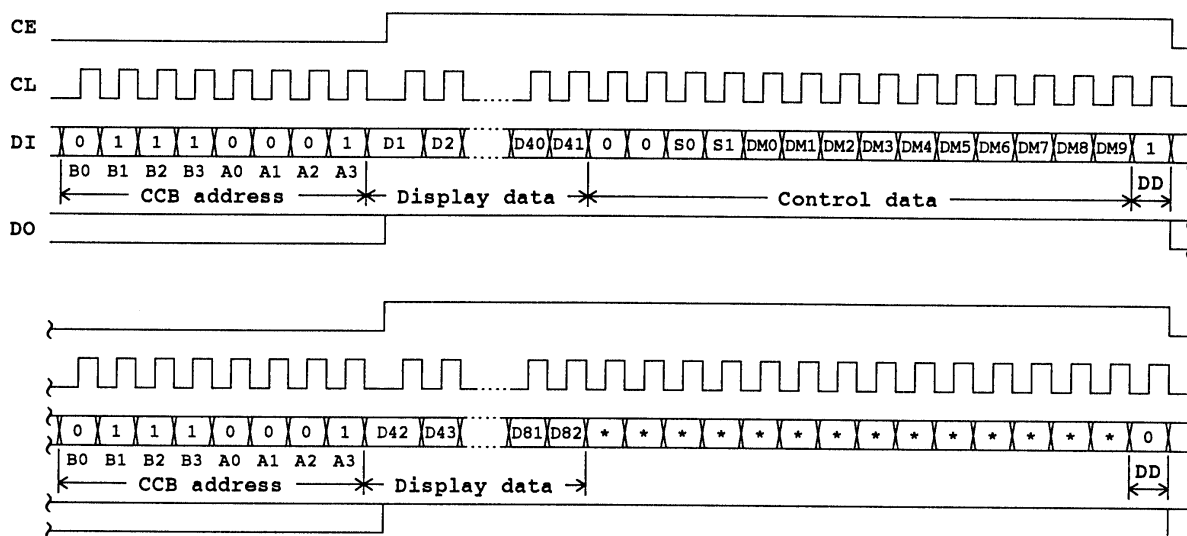 CE
CL
DI 0 1 1 1 0 0 0 1 D1 D2 D40 D41 0 0 S0 S1 DM0 DM1 DM2 DM3 DM4 DM5 DM6 DM7 DM8 DM9 1
B0 B1 B2 B3 A0 A1 A2 A3 DD
CCB address Display data Control data
DO
0 1 1 1 0 0 0 1 D42 D43 D81 D82 * * * * * * * * * * * * * * 0
B0 B1 B2 B3 A0 A1 A2 A3 DD
CCB address Display data